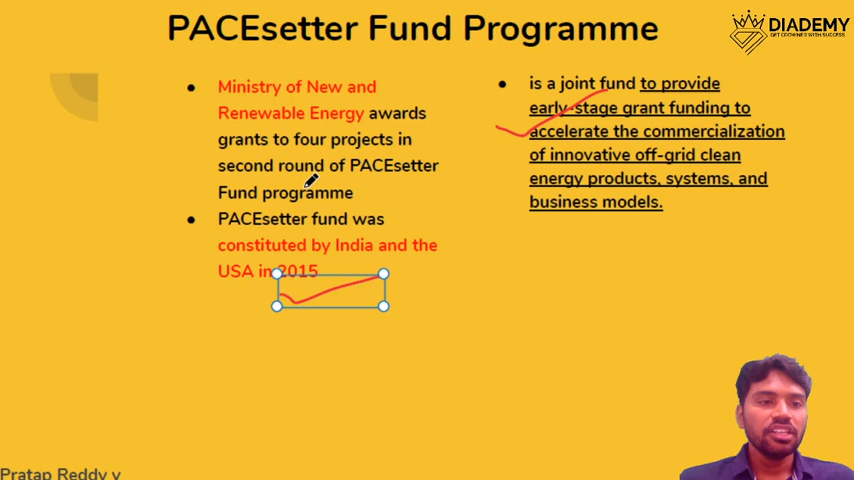 PACEsetter Fund Programme
DIADEMY
GET CROWNED WITH SUCCESS
Ministry of New and
Renewable Energy awards
grants to four projects in
second round of PACEsetter
Fund programme
PACEsetter fund was
constituted by India and the
USA in 2015
is a joint fund to provide
early-stage grant funding to
accelerate the commercialization
of innovative off-grid clean
energy products, systems, and
business models.
Pratap Reddy v